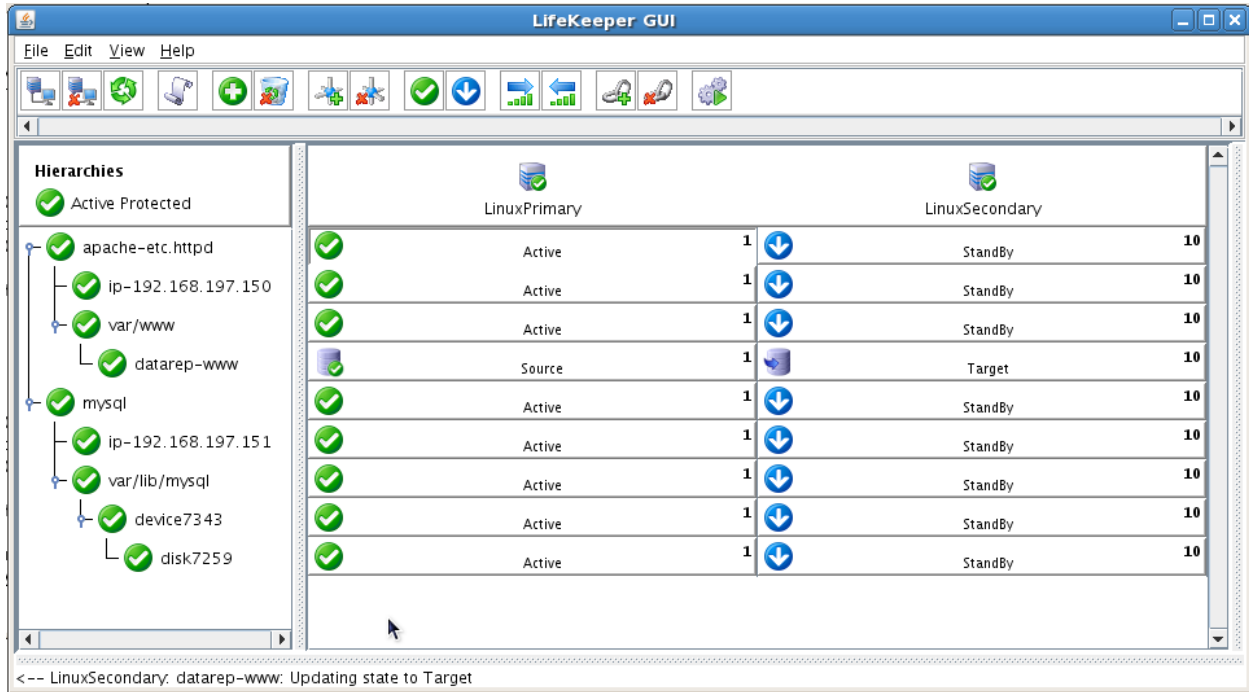 LifeKeeper GUI
File Edit View Help
Hierarchies
Active Protected
LinuxPrimary LinuxSecondary
apache-etc.httpd Active 1 StandBy 10
ip-192.168.197.150 Active 1 StandBy 10
var/www Active 1 StandBy 10
datarep-www Source 1 Target 10
mysql Active 1 StandBy 10
ip-192.168.197.151 Active 1 StandBy 10
var/lib/mysql Active 1 StandBy 10
device7343 Active 1 StandBy 10
disk7259 Active 1 StandBy 10
<-- LinuxSecondary: datarep-www: Updating state to Target